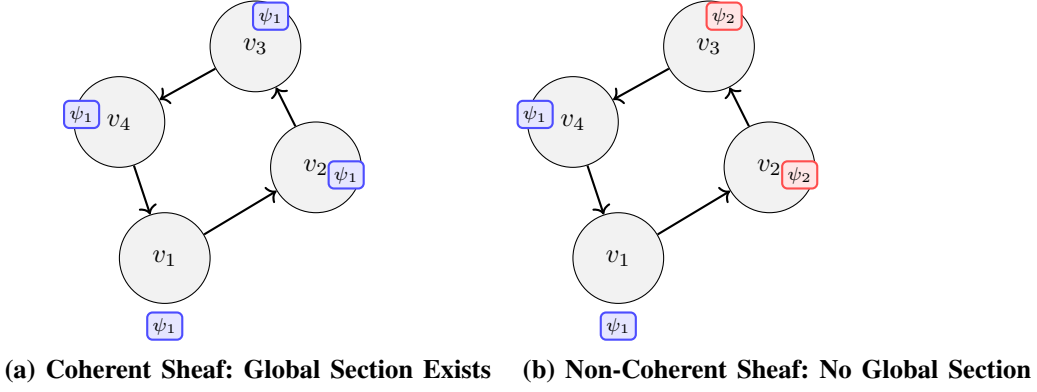 ψ₁
v₃
ψ₁
v₄
v₂
ψ₁
v₁
ψ₁
(a) Coherent Sheaf: Global Section Exists
ψ₂
v₃
ψ₁
v₄
v₂
ψ₂
v₁
ψ₁
(b) Non-Coherent Sheaf: No Global Section